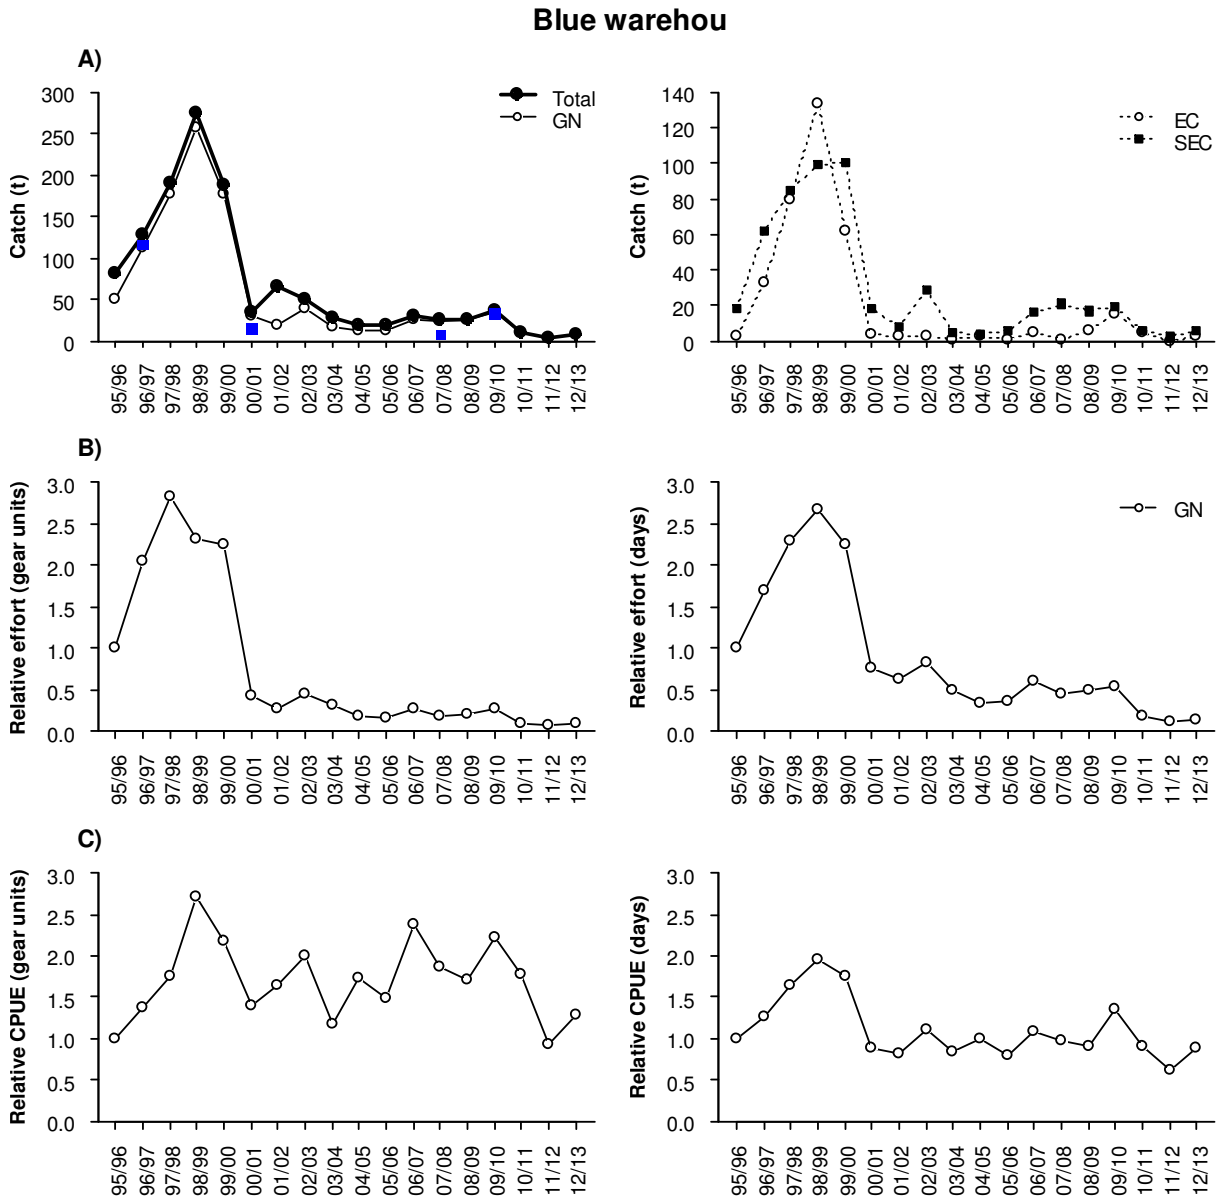 Blue warehou
A)
Catch (t)
300
250
200
150
100
50
0
Total
GN
95/96 96/97 97/98 98/99 99/00 00/01 01/02 02/03 03/04 04/05 05/06 06/07 07/08 08/09 09/10 10/11 11/12 12/13
Catch (t)
140
120
100
80
60
40
20
0
EC
SEC
95/96 96/97 97/98 98/99 99/00 00/01 01/02 02/03 03/04 04/05 05/06 06/07 07/08 08/09 09/10 10/11 11/12 12/13
B)
Relative effort (gear units)
3.0
2.5
2.0
1.5
1.0
0.5
0.0
95/96 96/97 97/98 98/99 99/00 00/01 01/02 02/03 03/04 04/05 05/06 06/07 07/08 08/09 09/10 10/11 11/12 12/13
Relative effort (days)
3.0
2.5
2.0
1.5
1.0
0.5
0.0
GN
95/96 96/97 97/98 98/99 99/00 00/01 01/02 02/03 03/04 04/05 05/06 06/07 07/08 08/09 09/10 10/11 11/12 12/13
C)
Relative CPUE (gear units)
3.0
2.5
2.0
1.5
1.0
0.5
0.0
95/96 96/97 97/98 98/99 99/00 00/01 01/02 02/03 03/04 04/05 05/06 06/07 07/08 08/09 09/10 10/11 11/12 12/13
Relative CPUE (days)
3.0
2.5
2.0
1.5
1.0
0.5
0.0
95/96 96/97 97/98 98/99 99/00 00/01 01/02 02/03 03/04 04/05 05/06 06/07 07/08 08/09 09/10 10/11 11/12 12/13